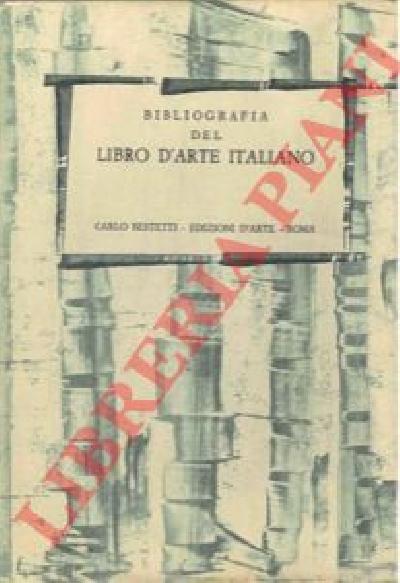 BIBLIOGRAFIA
DEL
LIBRO D'ARTE ITALIANO
CARLO BESTETTI - EDIZIONI D'ARTE - ROMA
LIBRERIA PIANI